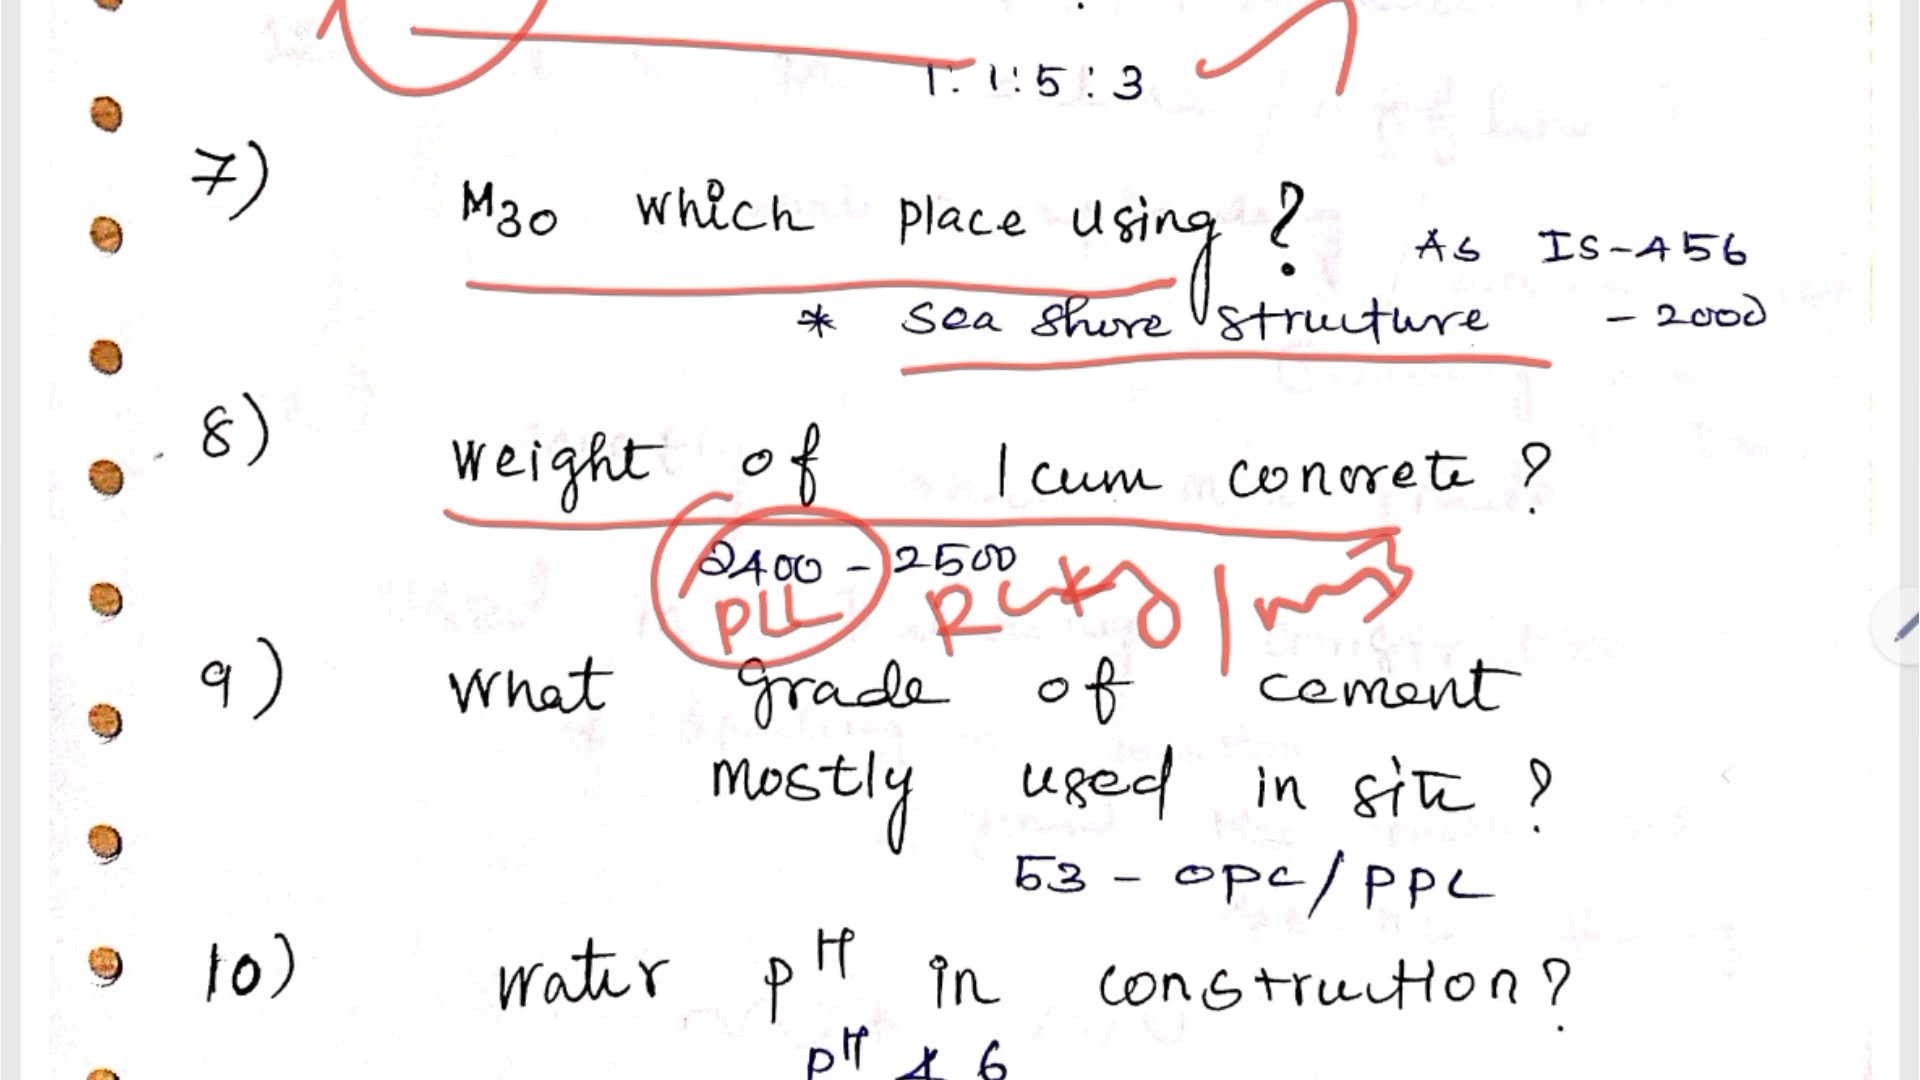 1: 1:5:3
7)
M30 which place using? As IS-456
* Sea shore structure - 2000
8)
Weight of 1 cum concrete?
2400 - 2500
PCC RCC kg/m3
9) What grade of cement
mostly used in site?
53 - OPC/PPC
10) Water pH in construction?
pH 6